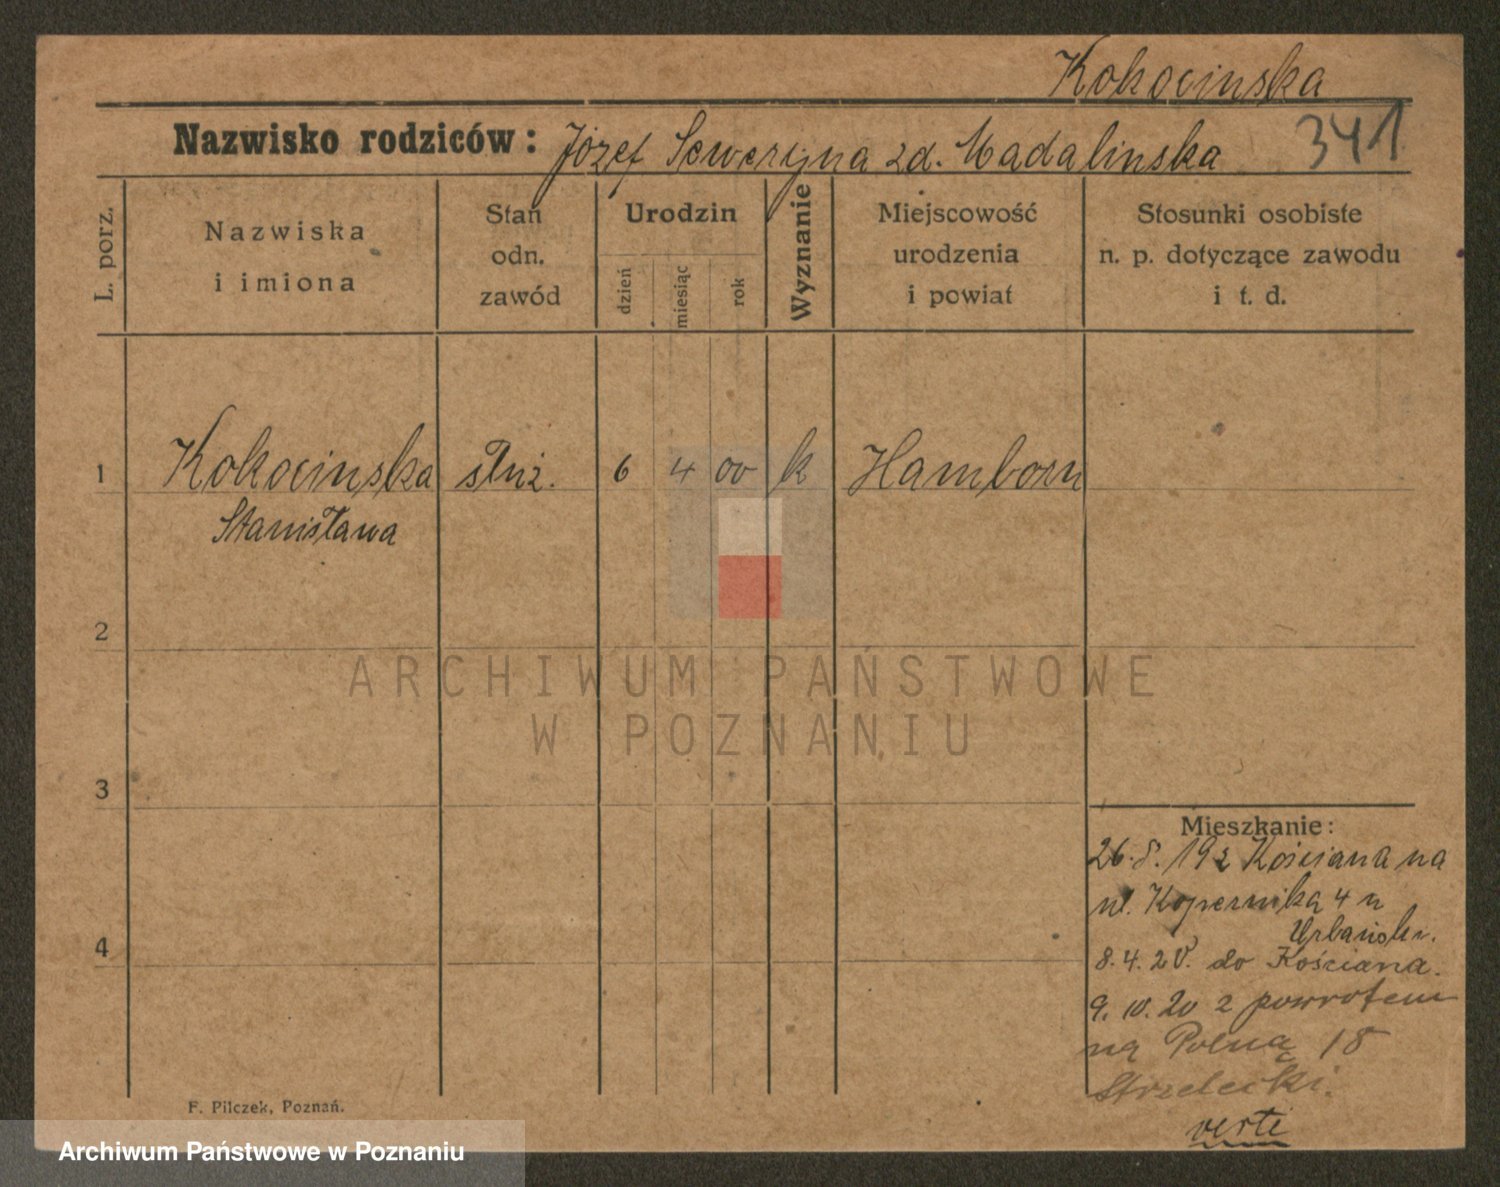 Kokocinska
Nazwisko rodziców: Józef Seweryna zd. Madalinska
341
L. porz.
Nazwiska
i imiona
Stan
odn.
zawód
Urodzin
dzień
miesiąc
rok
Wyznanie
Miejscowość
urodzenia
i powiat
Stosunki osobiste
n. p. dotyczące zawodu
i t. d.
1 Kokocinska służ. 6 4 00 k Hamborn
Stanisława
2
3
4
Mieszkanie:
26.8.19 z Kościana na
ul. Kopernika 4 u
Urbański.
8.4.20. do Kościana.
9.10.20 z powrotem
na Polną 18
Strzelecki.
verte
F. Pilczek, Poznań.
ARCHIWUM PAŃSTWOWE
W POZNANIU
Archiwum Państwowe w Poznaniu